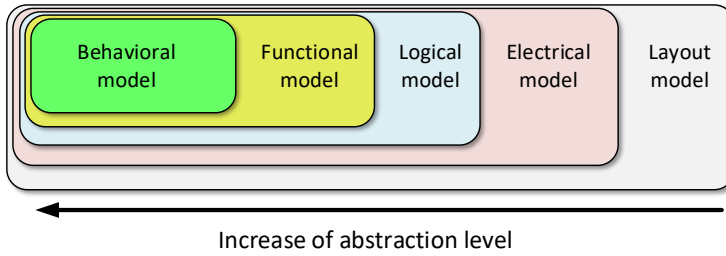 Behavioral Functional Logical Electrical Layout
model model model model model
Increase of abstraction level